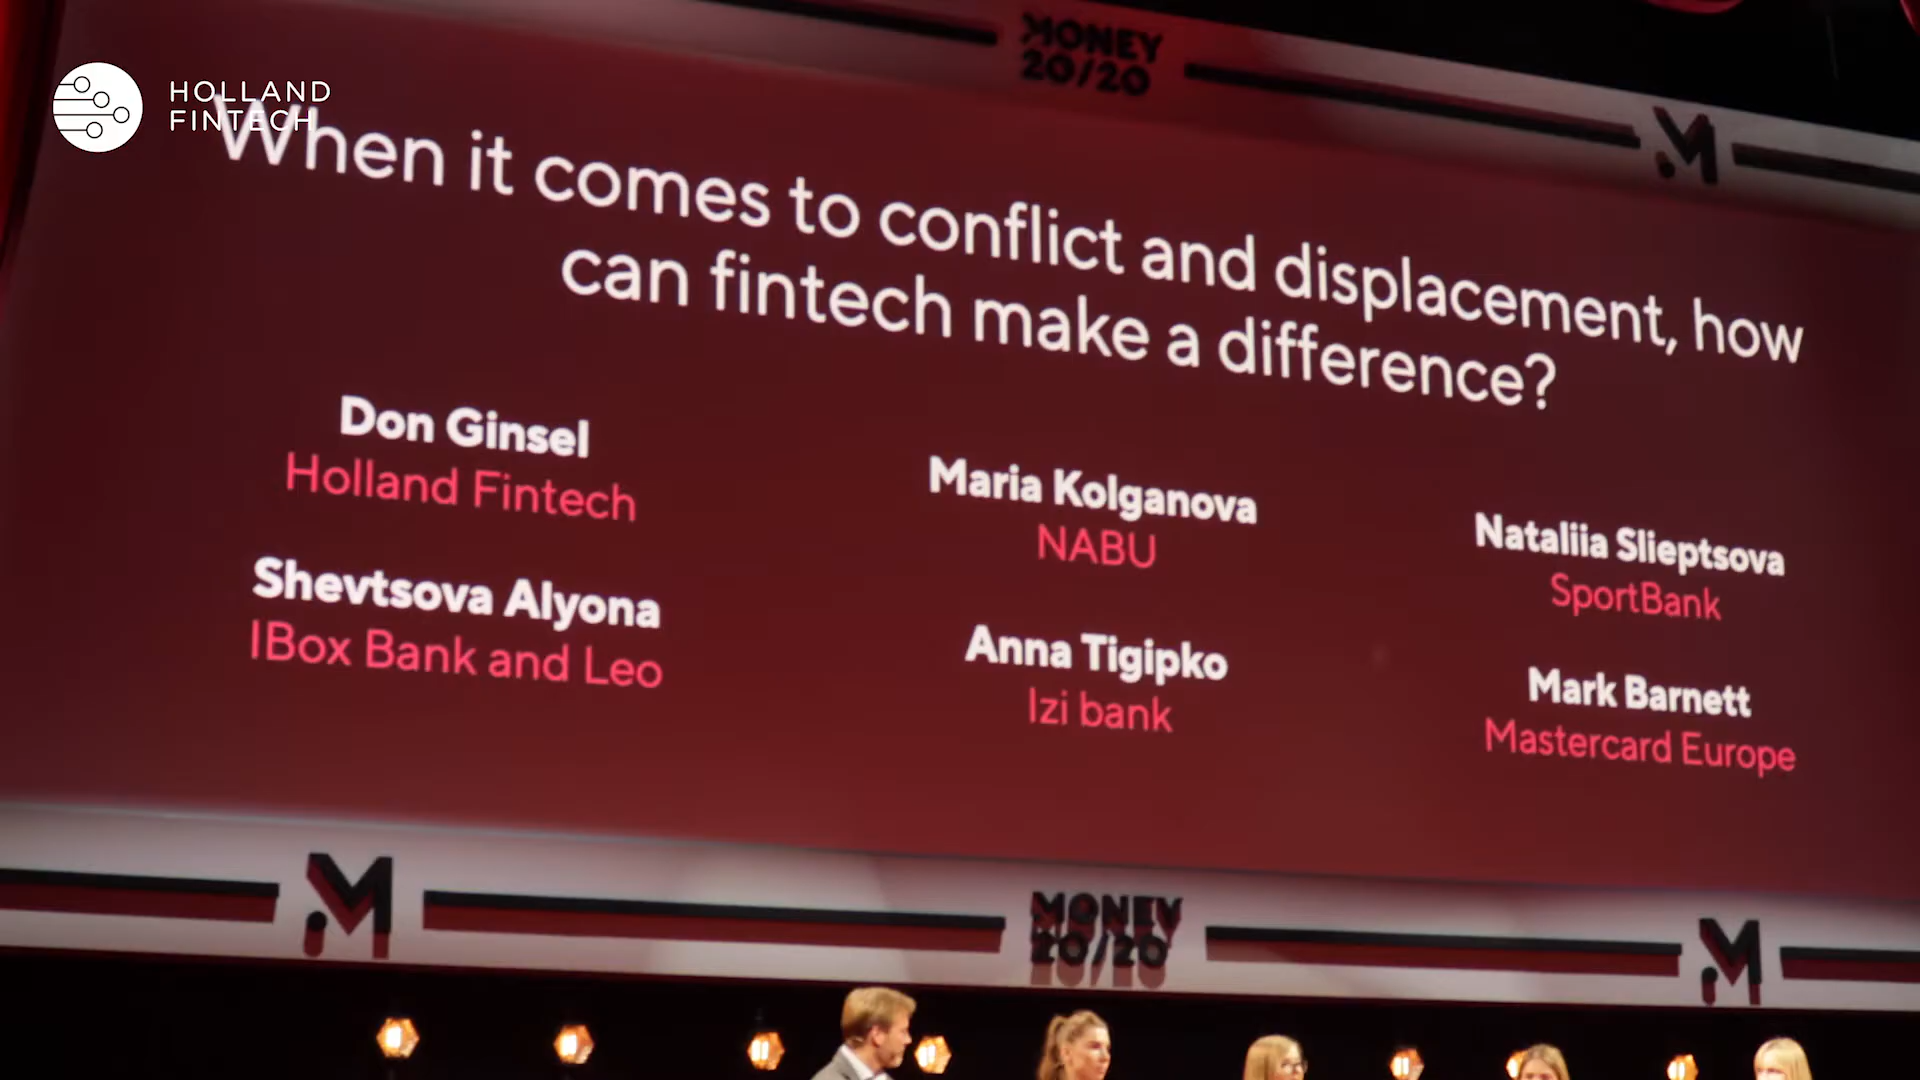 HOLLAND
FINTECH
MONEY
20/20
M
When it comes to conflict and displacement, how
can fintech make a difference?
Don Ginsel
Holland Fintech
Maria Kolganova
NABU
Nataliia Slieptsova
SportBank
Shevtsova Alyona
IBox Bank and Leo
Anna Tigipko
Izi bank
Mark Barnett
Mastercard Europe
M
MONEY
20/20
M